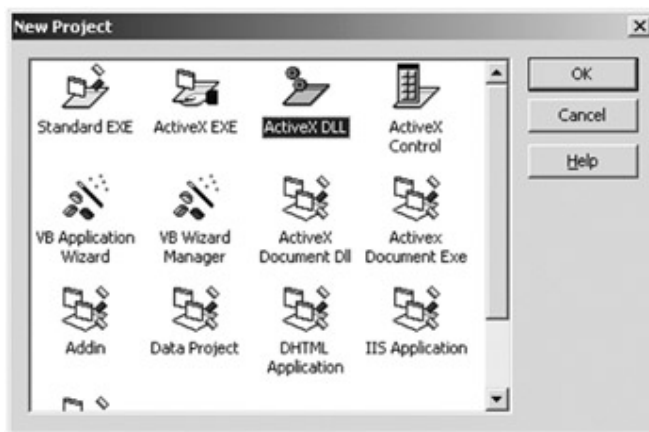 New Project
Standard EXE
ActiveX EXE
ActiveX DLL
ActiveX
Control
VB Application
Wizard
VB Wizard
Manager
ActiveX
Document Dll
Activex
Document Exe
Addin
Data Project
DHTML
Application
IIS Application
OK
Cancel
Help